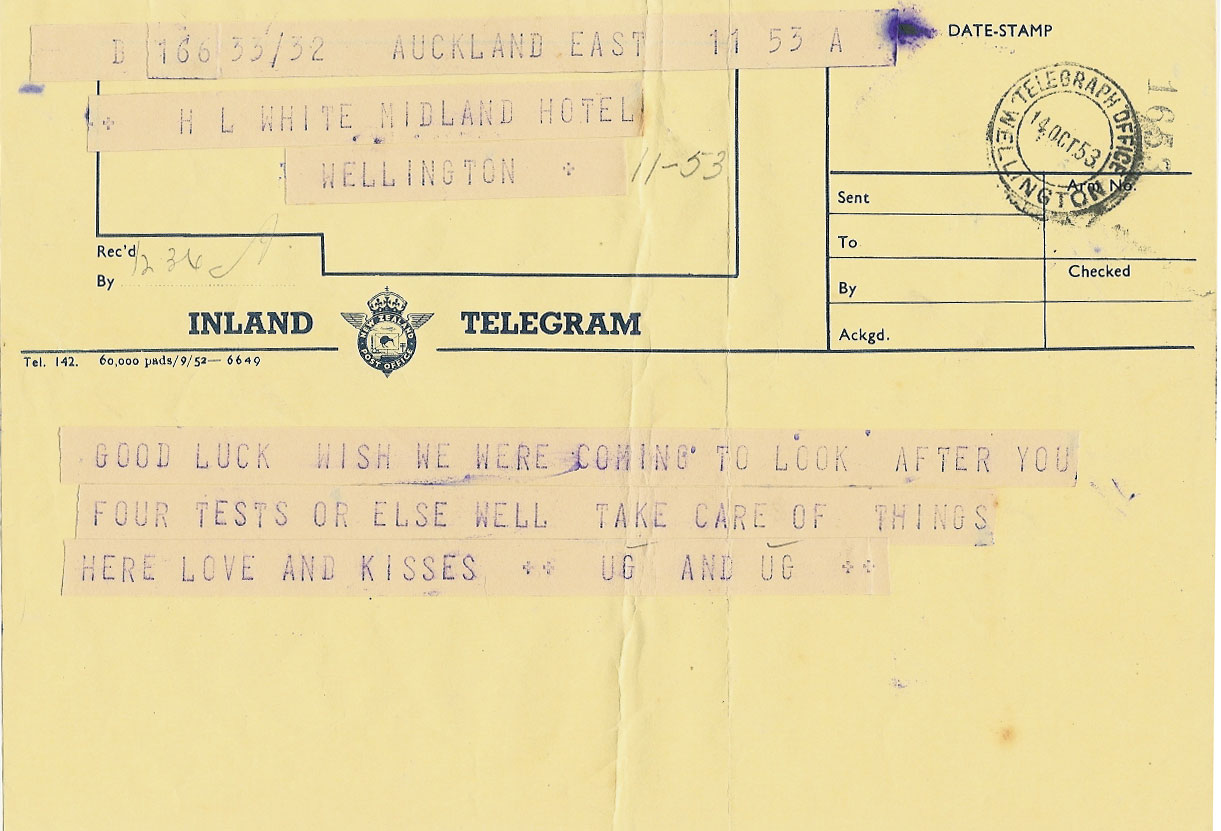 D 166 33/32 AUCKLAND EAST 11 53 A
DATE-STAMP
+ H L WHITE MIDLAND HOTEL
WELLINGTON +
11-53
WELLINGTON TELEGRAPH OFFICE
14 OCT 53
1653
Sent
Arm No.
To
By
Checked
Ackgd.
Rec'd
By
INLAND TELEGRAM
NEW ZEALAND
POST OFFICE
Tel. 142. 60,000 pads/9/52— 6649
GOOD LUCK WISH WE WERE COMING TO LOOK AFTER YOU
FOUR TESTS OR ELSE WELL TAKE CARE OF THINGS
HERE LOVE AND KISSES ++ UG AND UG ++